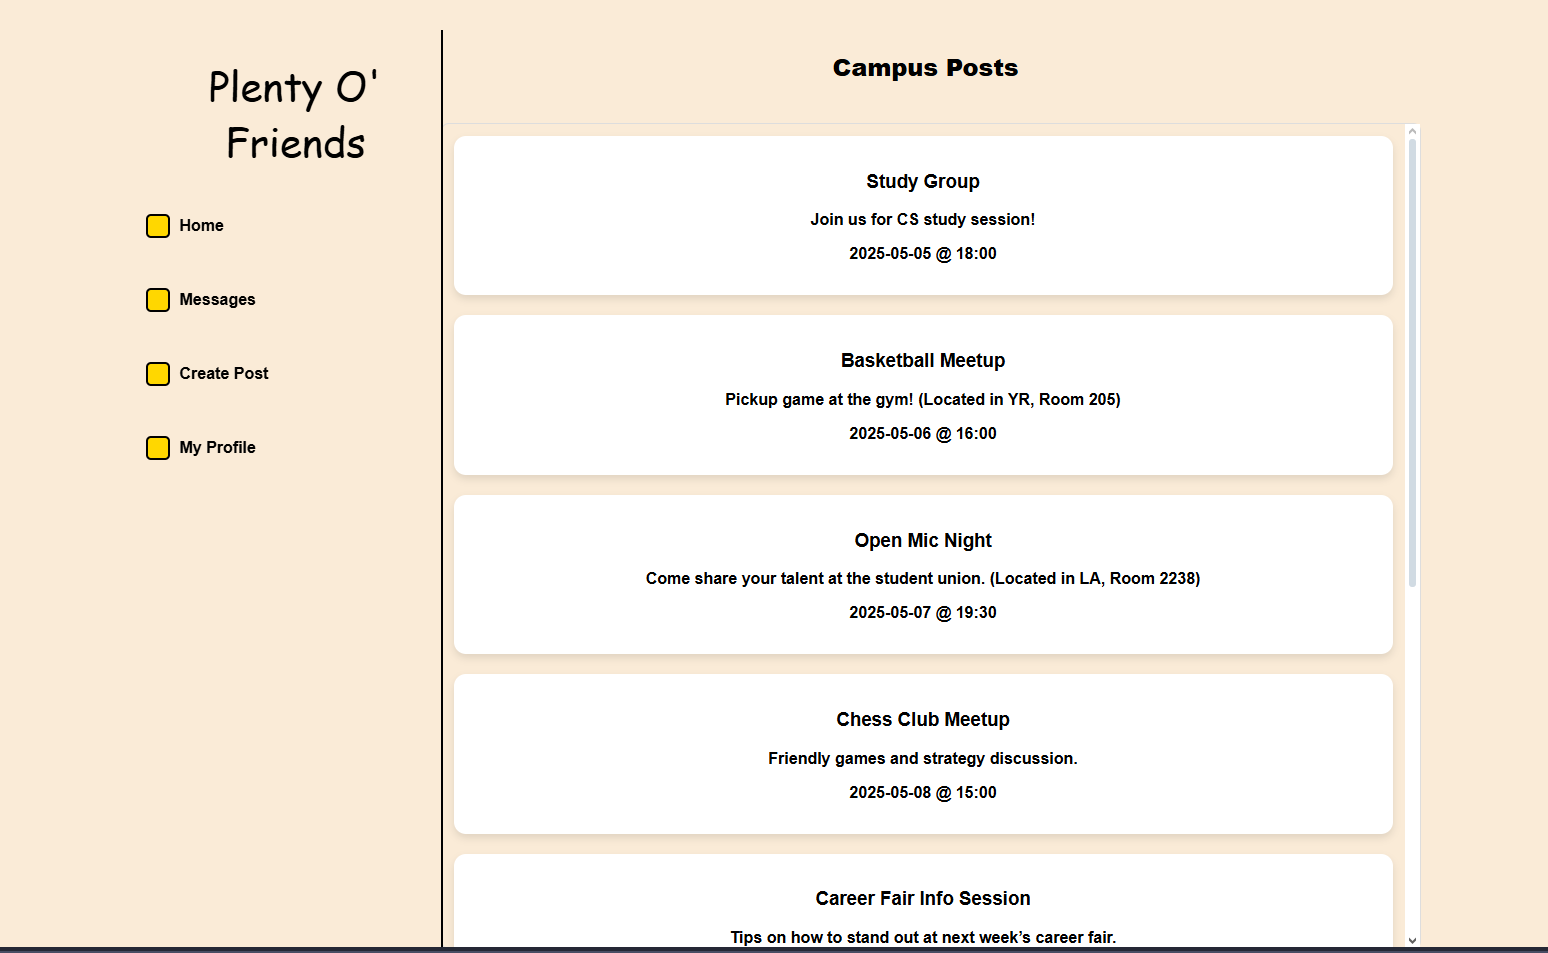 Plenty O'
Friends
Home
Messages
Create Post
My Profile
Campus Posts
Study Group
Join us for CS study session!
2025-05-05 @ 18:00
Basketball Meetup
Pickup game at the gym! (Located in YR, Room 205)
2025-05-06 @ 16:00
Open Mic Night
Come share your talent at the student union. (Located in LA, Room 2238)
2025-05-07 @ 19:30
Chess Club Meetup
Friendly games and strategy discussion.
2025-05-08 @ 15:00
Career Fair Info Session
Tips on how to stand out at next week’s career fair.